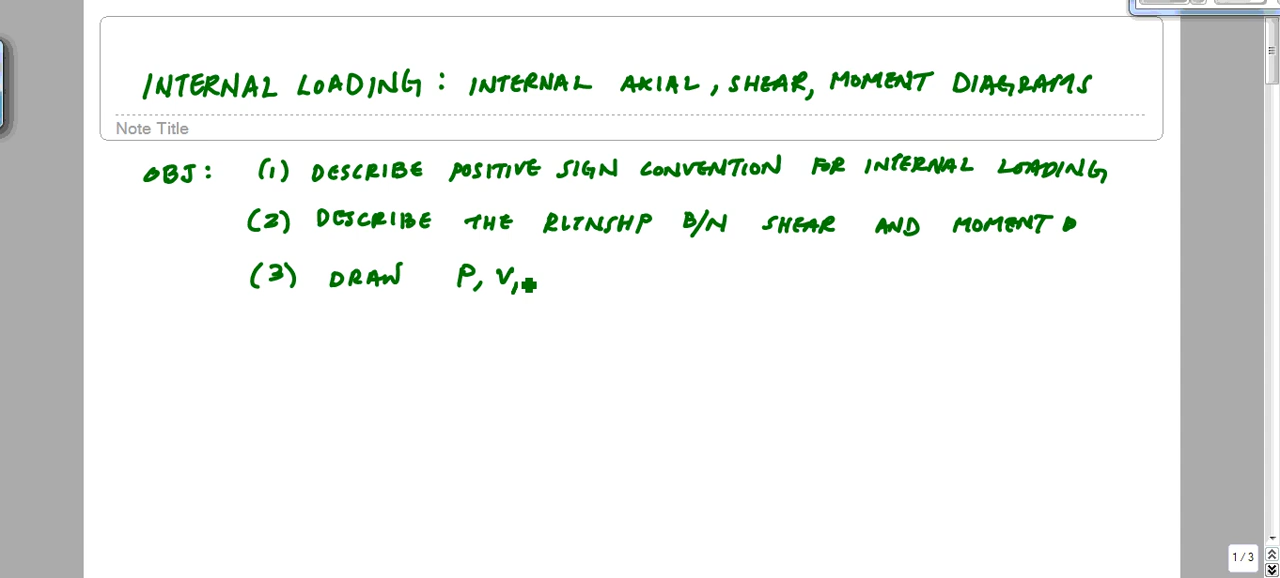 INTERNAL LOADING: INTERNAL AXIAL, SHEAR, MOMENT DIAGRAMS
Note Title
OBJ: (1) DESCRIBE POSITIVE SIGN CONVENTION FOR INTERNAL LOADING
(2) DESCRIBE THE RLTNSHP B/N SHEAR AND MOMENT D
(3) DRAW P, V,
1 / 3